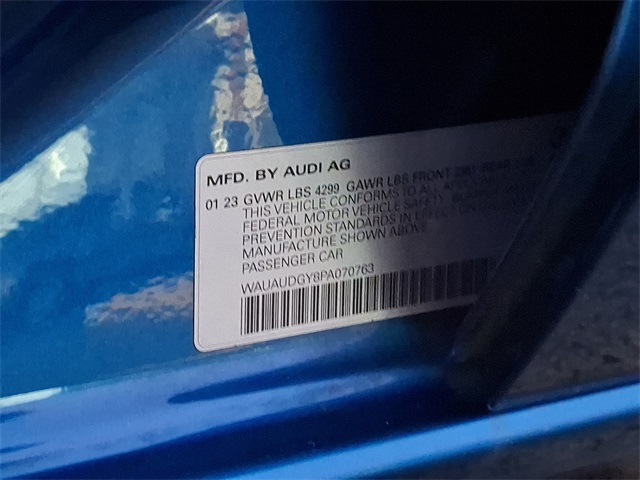 MFD. BY AUDI AG
01 23 GVWR LBS 4299 GAWR LBS FRONT
THIS VEHICLE CONFORMS TO ALL
FEDERAL MOTOR VEHICLE SAFETY,
PREVENTION STANDARDS IN EFFECT
MANUFACTURE SHOWN ABOVE
PASSENGER CAR
WAUAUDGY8PA070763